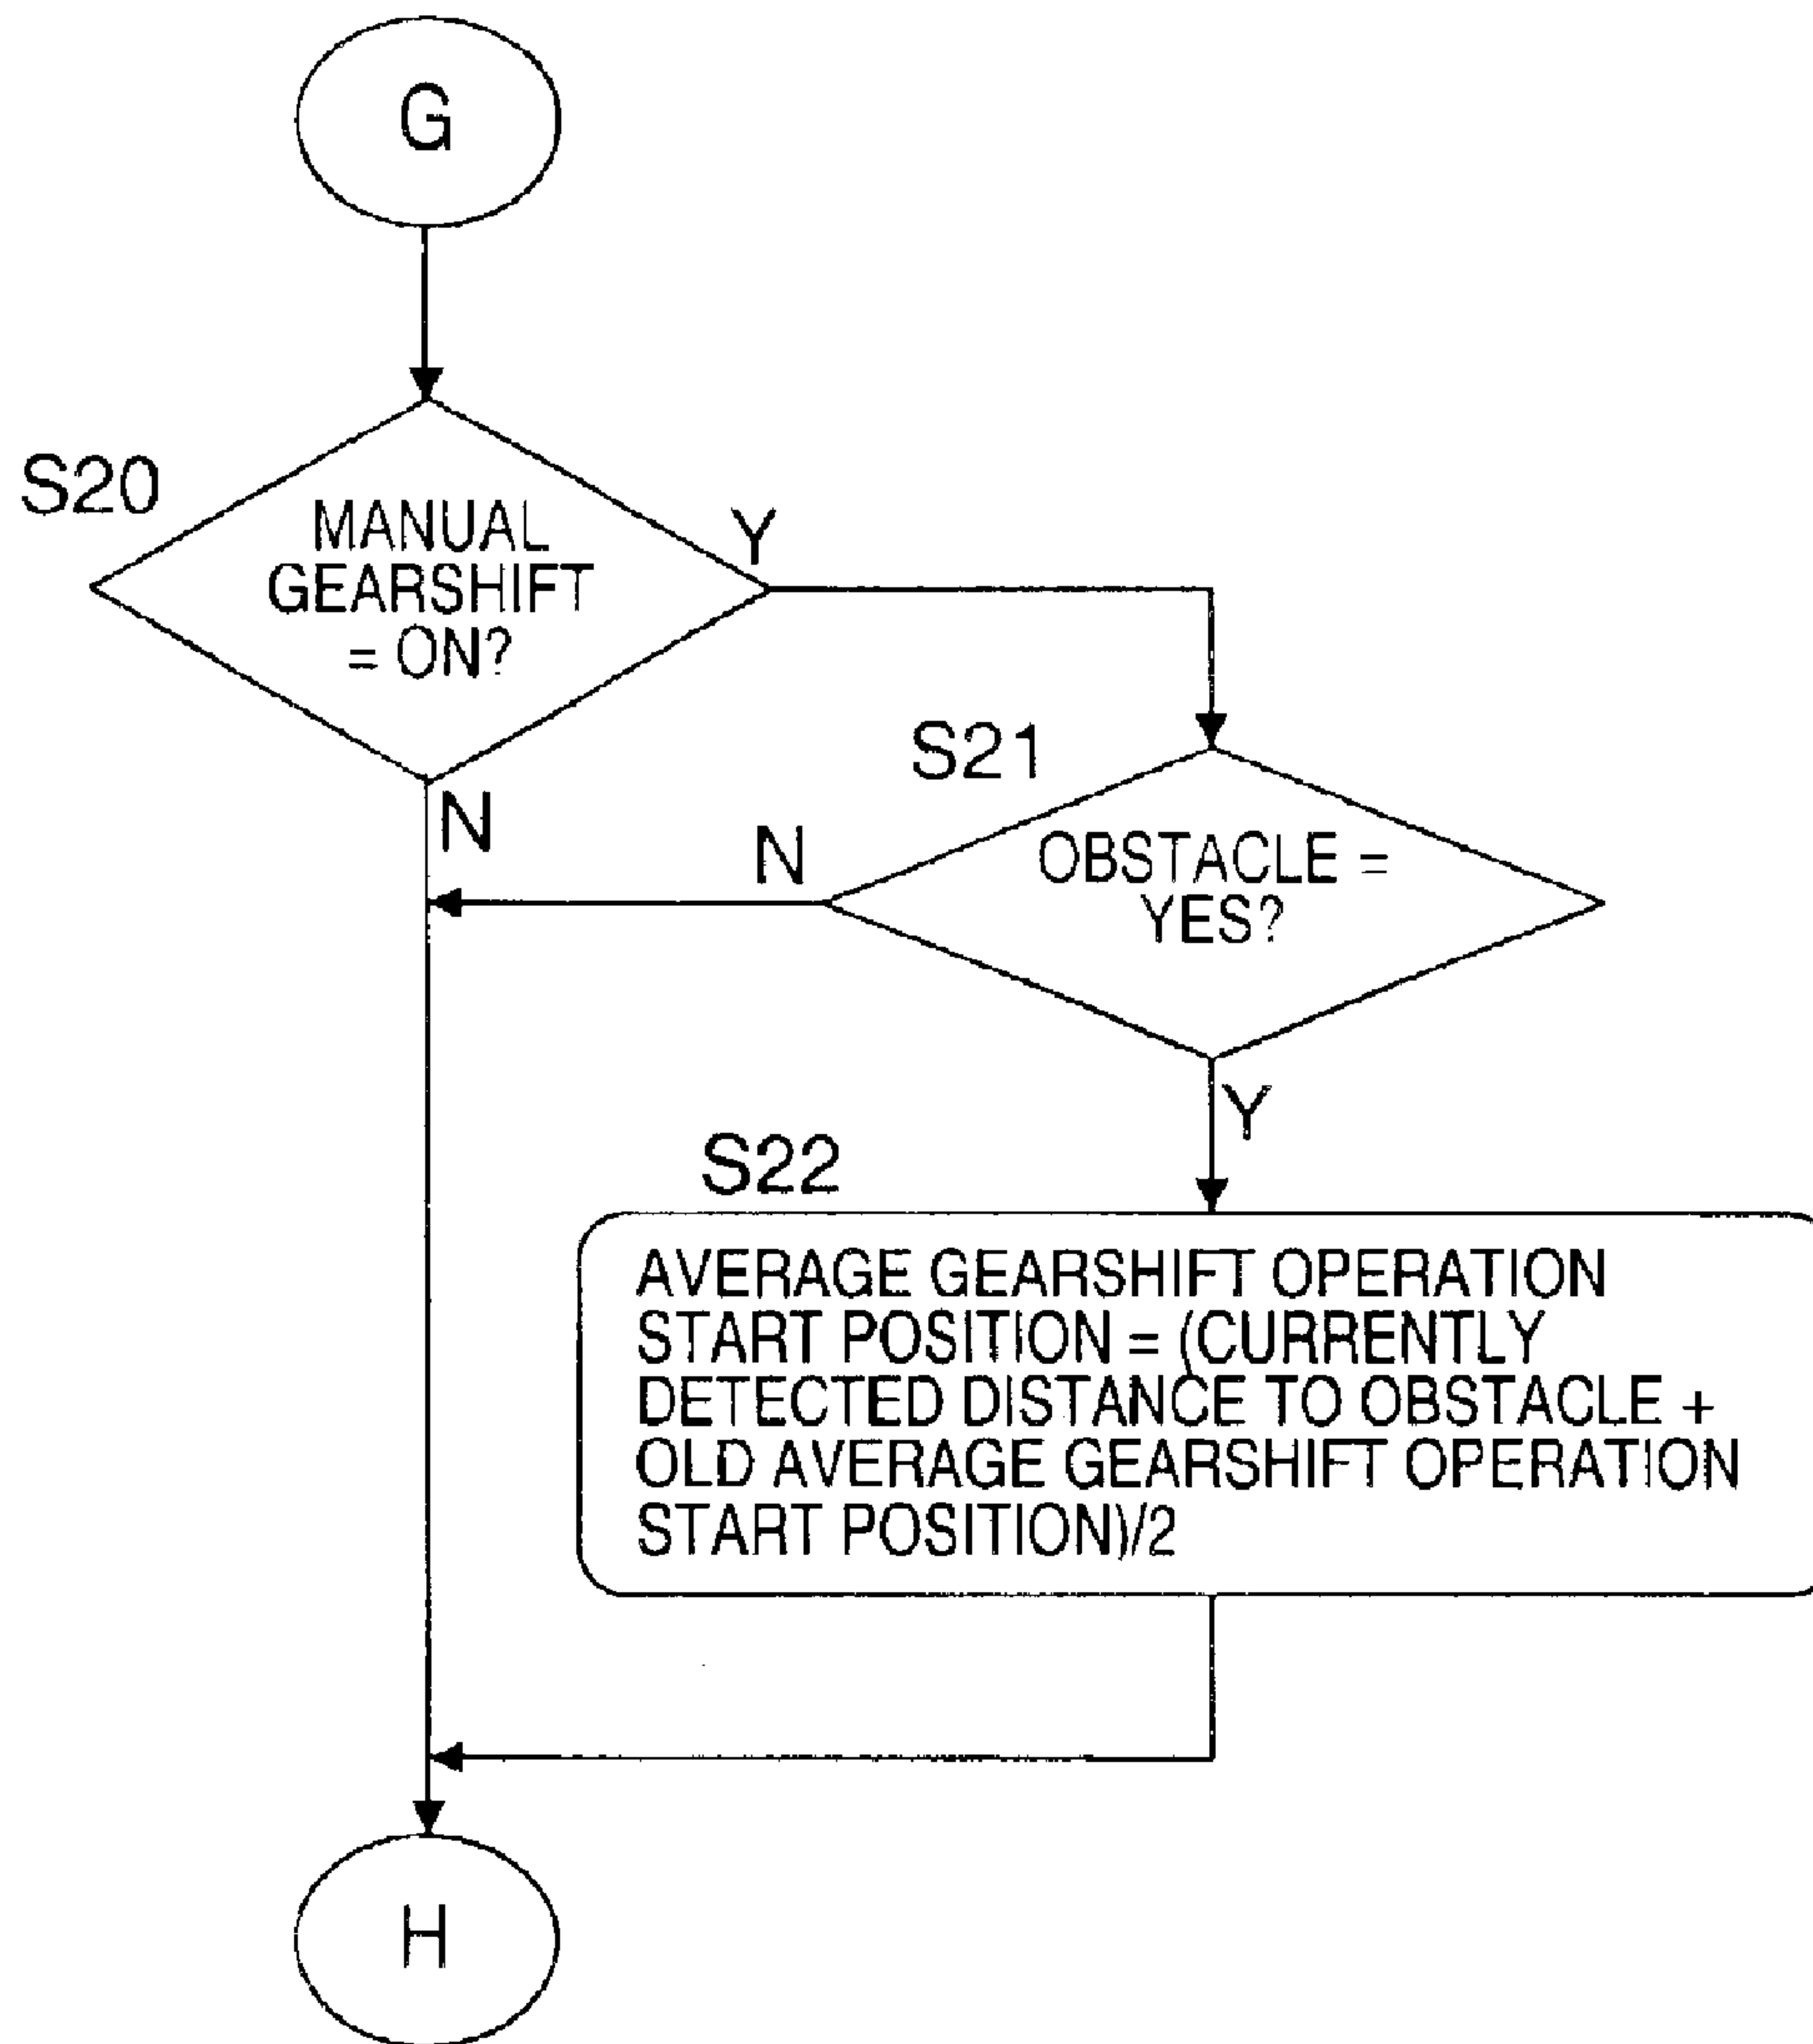 G
S20
MANUAL
GEARSHIFT
= ON?
Y
N
S21
OBSTACLE =
YES?
N
Y
S22
AVERAGE GEARSHIFT OPERATION
START POSITION = (CURRENTLY
DETECTED DISTANCE TO OBSTACLE +
OLD AVERAGE GEARSHIFT OPERATION
START POSITION)/2
H